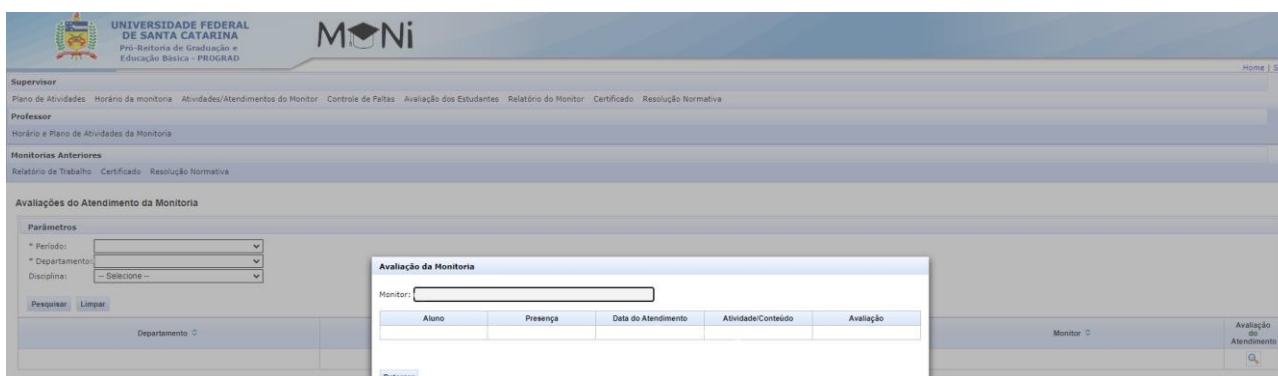 UNIVERSIDADE FEDERAL
DE SANTA CATARINA
Pró-Reitoria de Graduação e
Educação Básica - PROGRAD
MONi
Home | S
Supervisor
Plano de Atividades Horário da monitoria Atividades/Atendimentos do Monitor Controle de Faltas Avaliação dos Estudantes Relatório do Monitor Certificado Resolução Normativa
Professor
Horário e Plano de Atividades da Monitoria
Monitorias Anteriores
Relatório de Trabalho Certificado Resolução Normativa
Avaliações do Atendimento da Monitoria
Parâmetros
* Período:
* Departamento:
Disciplina: -- Selecione --
Pesquisar Limpar
Departamento Monitor Avaliação do Atendimento
Avaliação da Monitoria
Monitor:
Aluno Presença Data do Atendimento Atividade/Conteúdo Avaliação